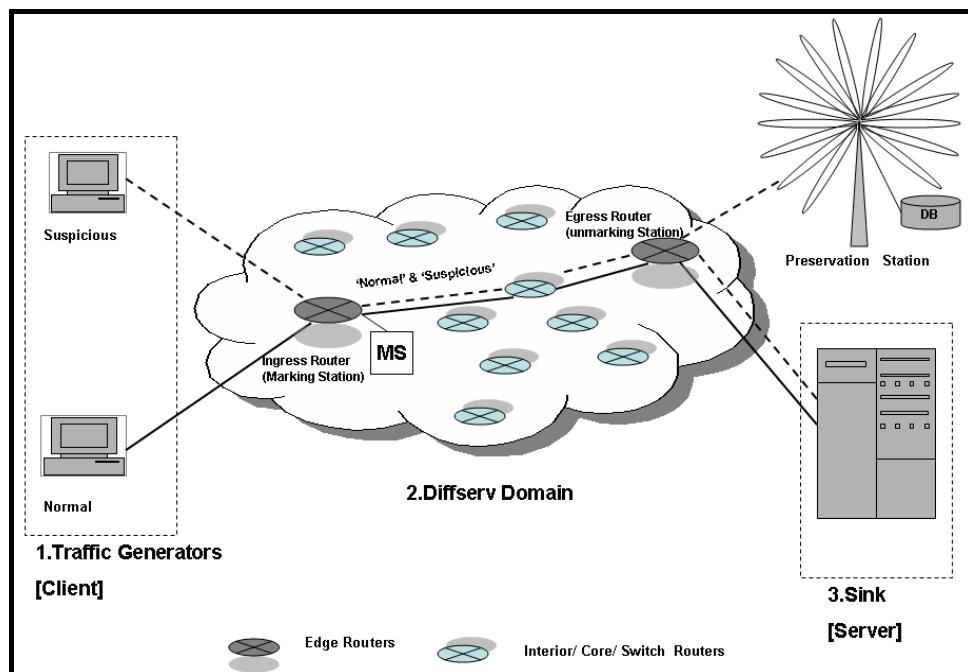 Suspicious
Egress Router
(unmarking Station)
DB
Preservation Station
'Normal' & 'Suspicious'
MS
Ingress Router
(Marking Station)
Normal
2.Diffserv Domain
1.Traffic Generators
[Client]
3.Sink
[Server]
Edge Routers
Interior/ Core/ Switch Routers